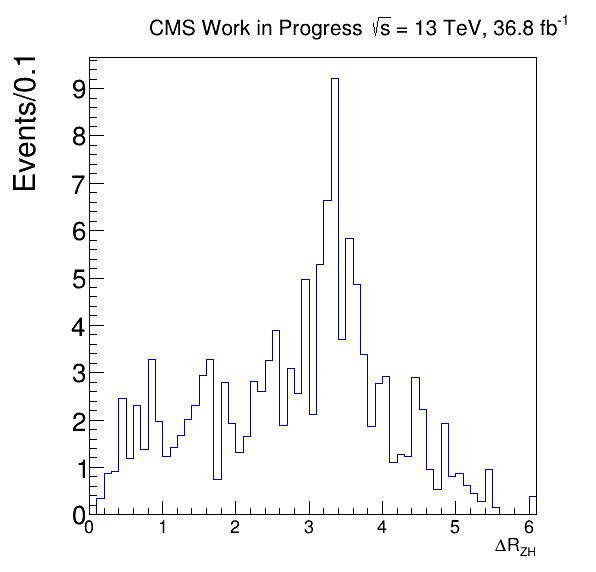 CMS Work in Progress √s = 13 TeV, 36.8 fb⁻¹
Events/0.1
9
8
7
6
5
4
3
2
1
0
0 1 2 3 4 5 6
ΔR_ZH